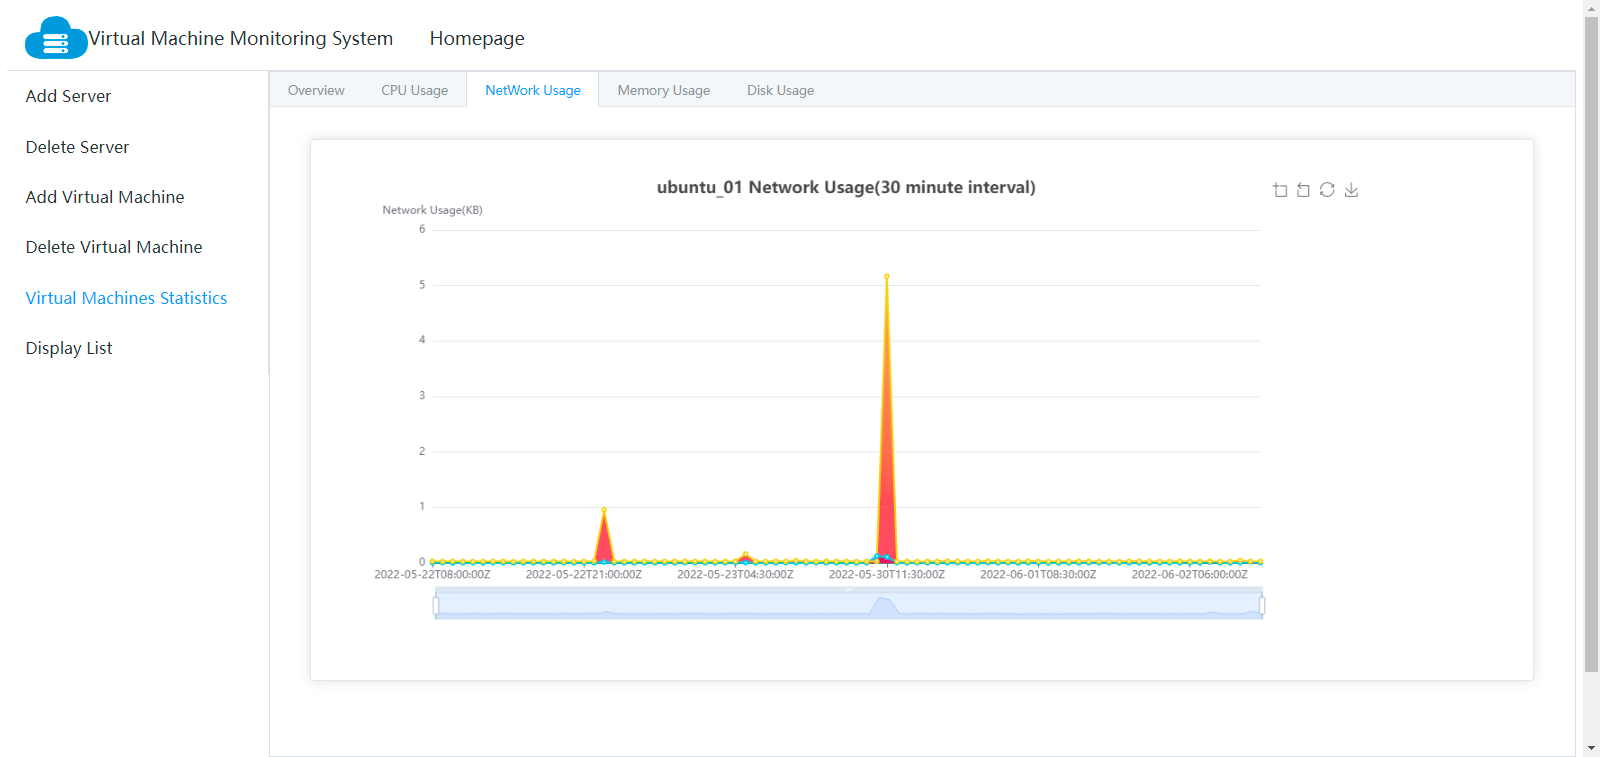 Virtual Machine Monitoring System Homepage
Add Server
Delete Server
Add Virtual Machine
Delete Virtual Machine
Virtual Machines Statistics
Display List
Overview CPU Usage NetWork Usage Memory Usage Disk Usage
ubuntu_01 Network Usage(30 minute interval)
Network Usage(KB)
6
5
4
3
2
1
0
2022-05-22T08:00:00Z 2022-05-22T21:00:00Z 2022-05-23T04:30:00Z 2022-05-30T11:30:00Z 2022-06-01T08:30:00Z 2022-06-02T06:00:00Z